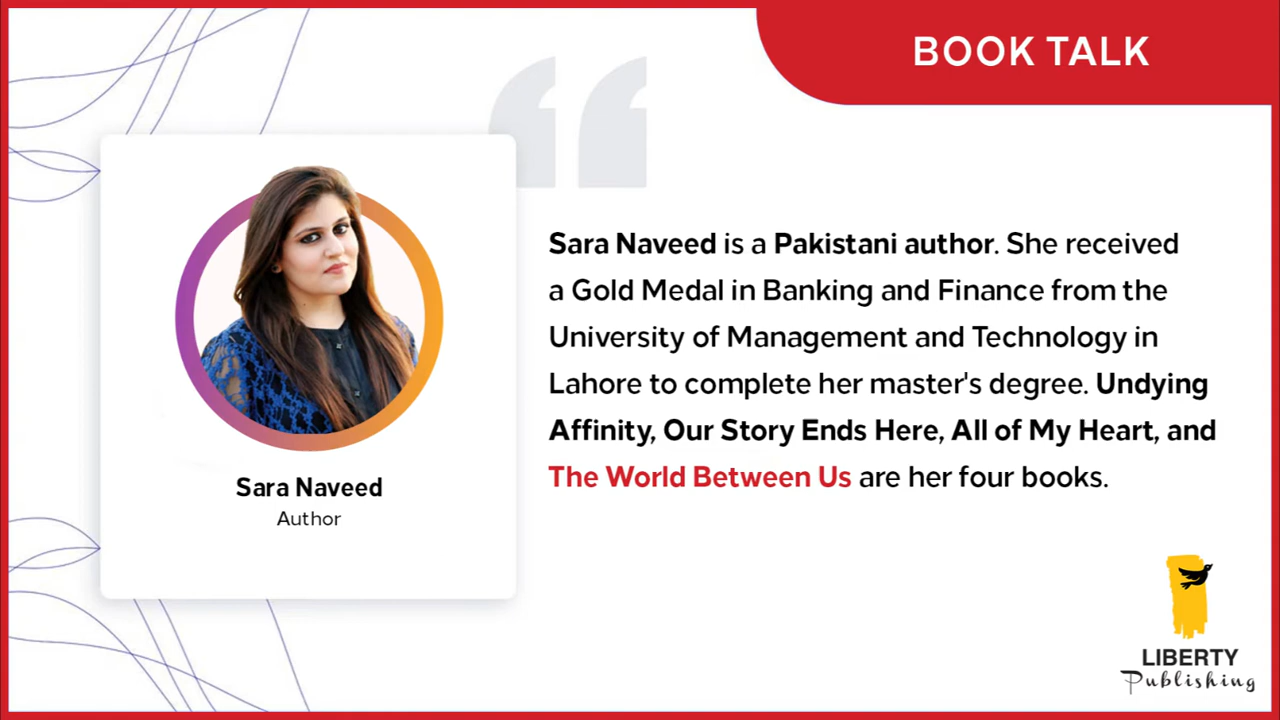 BOOK TALK
Sara Naveed is a Pakistani author. She received
a Gold Medal in Banking and Finance from the
University of Management and Technology in
Lahore to complete her master's degree. Undying
Affinity, Our Story Ends Here, All of My Heart, and
The World Between Us are her four books.
Sara Naveed
Author
LIBERTY
Publishing